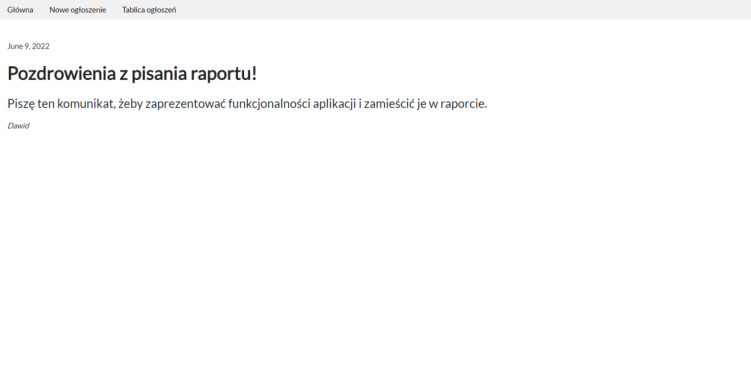 Główna Nowe ogłoszenie Tablica ogłoszeń
June 9, 2022
Pozdrowienia z pisania raportu!
Piszę ten komunikat, żeby zaprezentować funkcjonalności aplikacji i zamieścić je w raporcie.
Dawid